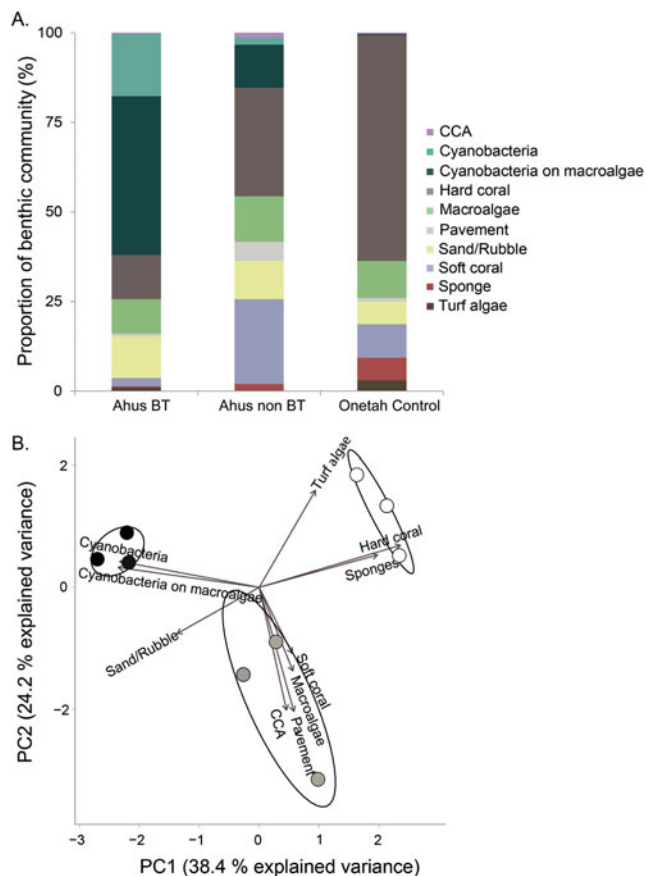 A.
Proportion of benthic community (%)
100
75
50
25
0
Ahus BT
Ahus non BT
Onetah Control
CCA
Cyanobacteria
Cyanobacteria on macroalgae
Hard coral
Macroalgae
Pavement
Sand/Rubble
Soft coral
Sponge
Turf algae
B.
PC2 (24.2 % explained variance)
2
0
−2
Turf algae
Hard coral
Sponges
Cyanobacteria
Cyanobacteria on macroalgae
Sand/Rubble
Soft coral
Macroalgae
Pavement
CCA
−3
−2
−1
0
1
2
PC1 (38.4 % explained variance)